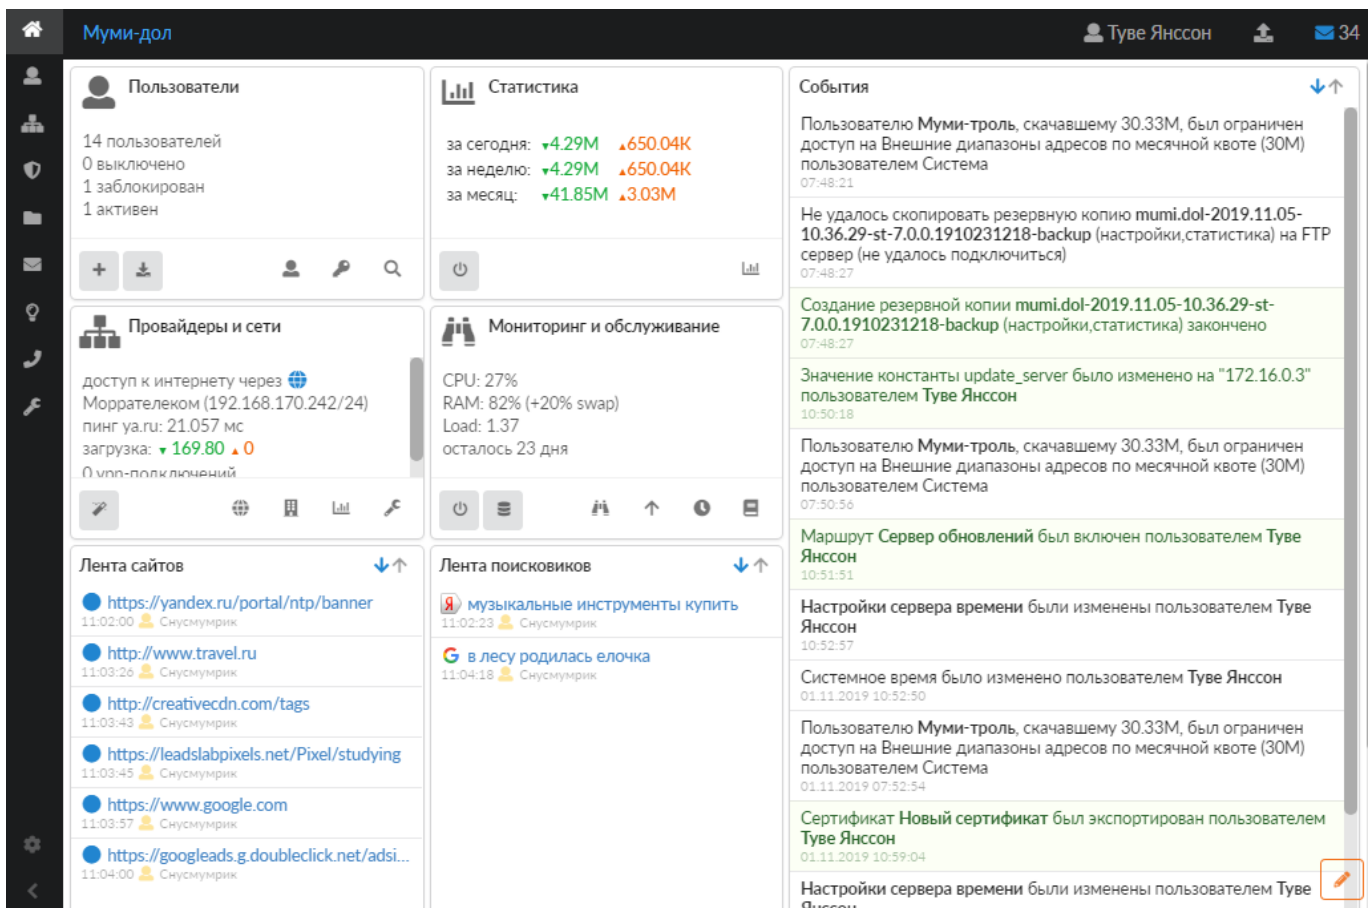 Муми-дол
Туве Янссон
34
Пользователи
14 пользователей
0 выключено
1 заблокирован
1 активен
Статистика
за сегодня: ▾4.29M ▴650.04K
за неделю: ▾4.29M ▴650.04K
за месяц: ▾41.85M ▴3.03M
Провайдеры и сети
доступ к интернету через
Морратeлеком (192.168.170.242/24)
пинг ya.ru: 21.057 мс
загрузка: ▾ 169.80 ▴ 0
0 vpn-подключений
Мониторинг и обслуживание
CPU: 27%
RAM: 82% (+20% swap)
Load: 1.37
осталось 23 дня
Лента сайтов
https://yandex.ru/portal/ntp/banner
11:02:00 Снусмумрик
http://www.travel.ru
11:03:26 Снусмумрик
http://creativecdn.com/tags
11:03:43 Снусмумрик
https://leadslabpixels.net/Pixel/studying
11:03:45 Снусмумрик
https://www.google.com
11:03:57 Снусмумрик
https://googleads.g.doubleclick.net/adsi...
11:04:00 Снусмумрик
Лента поисковиков
Я музыкальные инструменты купить
11:02:23 Снусмумрик
G в лесу родилась елочка
11:04:18 Снусмумрик
События
Пользователю Муми-троль, скачавшему 30.33М, был ограничен
доступ на Внешние диапазоны адресов по месячной квоте (30М)
пользователем Система
07:48:21
Не удалось скопировать резервную копию mumi.dol-2019.11.05-
10.36.29-st-7.0.0.1910231218-backup (настройки,статистика) на FTP
сервер (не удалось подключиться)
07:48:27
Создание резервной копии mumi.dol-2019.11.05-10.36.29-st-
7.0.0.1910231218-backup (настройки,статистика) закончено
07:48:27
Значение константы update_server было изменено на "172.16.0.3"
пользователем Туве Янссон
10:50:18
Пользователю Муми-троль, скачавшему 30.33М, был ограничен
доступ на Внешние диапазоны адресов по месячной квоте (30М)
пользователем Система
07:50:56
Маршрут Сервер обновлений был включен пользователем Туве
Янссон
10:51:51
Настройки сервера времени были изменены пользователем Туве
Янссон
10:52:57
Системное время было изменено пользователем Туве Янссон
01.11.2019 10:52:50
Пользователю Муми-троль, скачавшему 30.33М, был ограничен
доступ на Внешние диапазоны адресов по месячной квоте (30М)
пользователем Система
01.11.2019 07:52:54
Сертификат Новый сертификат был экспортирован пользователем
Туве Янссон
01.11.2019 10:59:04
Настройки сервера времени были изменены пользователем Туве
Янссон